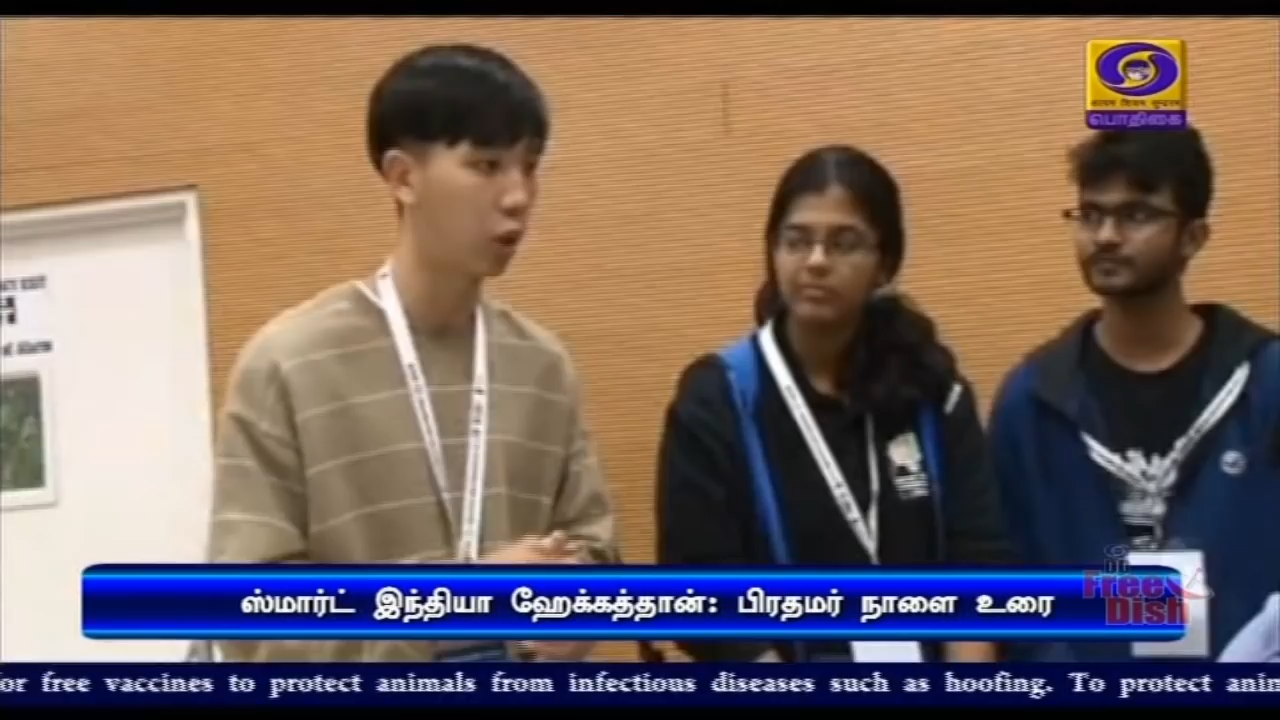 பொதிகை
ஸ்மார்ட் இந்தியா ஹேக்கத்தான்: பிரதமர் நாளை உரை
Free
Dish
or free vaccines to protect animals from infectious diseases such as hoofing. To protect anim